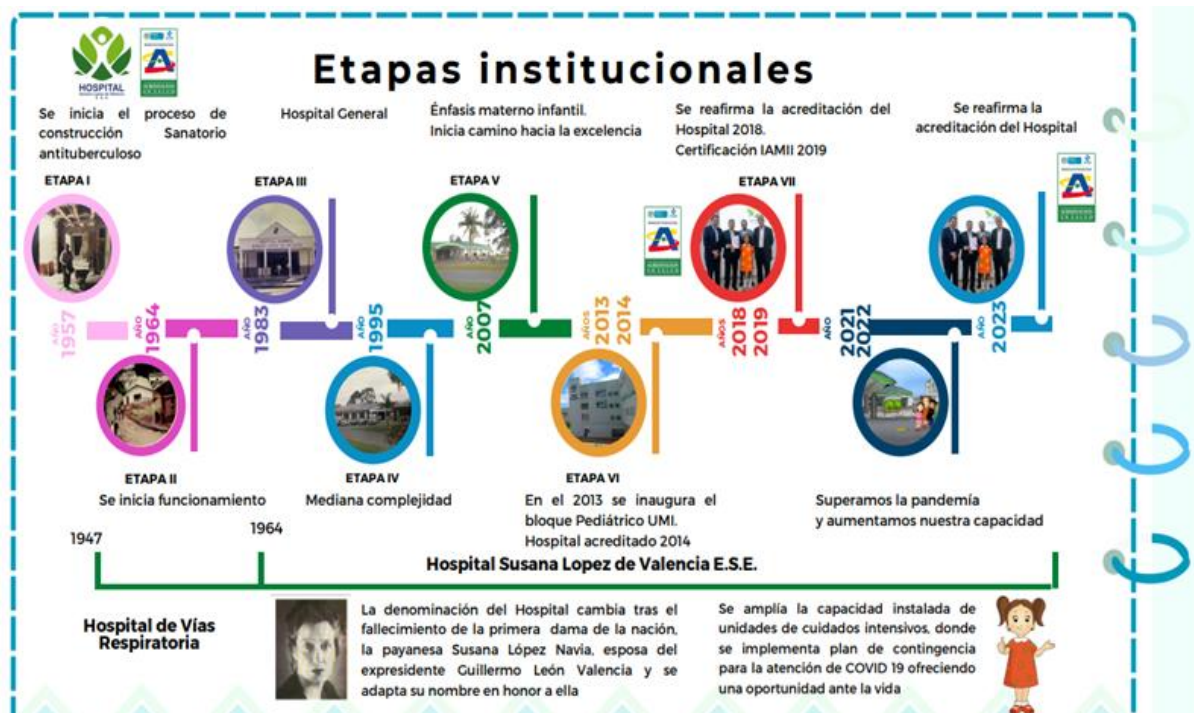 Etapas institucionales
HOSPITAL
Se inicia el proceso de
construcción Sanatorio
antituberculoso
Hospital General
Énfasis materno infantil.
Inicia camino hacia la excelencia
Se reafirma la acreditación del
Hospital 2018.
Certificación IAMII 2019
Se reafirma la
acreditación del Hospital
ETAPA I
ETAPA III
ETAPA V
ETAPA VII
AÑO
1957
AÑO
1964
AÑO
1983
AÑO
1995
AÑO
2007
AÑOS
2013
2014
AÑOS
2018
2019
AÑO
2021
2022
AÑO
2023
ETAPA II
Se inicia funcionamiento
ETAPA IV
Mediana complejidad
ETAPA VI
En el 2013 se inaugura el
bloque Pediátrico UMI.
Hospital acreditado 2014
Superamos la pandemía
y aumentamos nuestra capacidad
1947
1964
Hospital Susana Lopez de Valencia E.S.E.
Hospital de Vías
Respiratoria
La denominación del Hospital cambia tras el
fallecimiento de la primera dama de la nación,
la payanesa Susana López Navia, esposa del
expresidente Guillermo León Valencia y se
adapta su nombre en honor a ella
Se amplía la capacidad instalada de
unidades de cuidados intensivos, donde
se implementa plan de contingencia
para la atención de COVID 19 ofreciendo
una oportunidad ante la vida